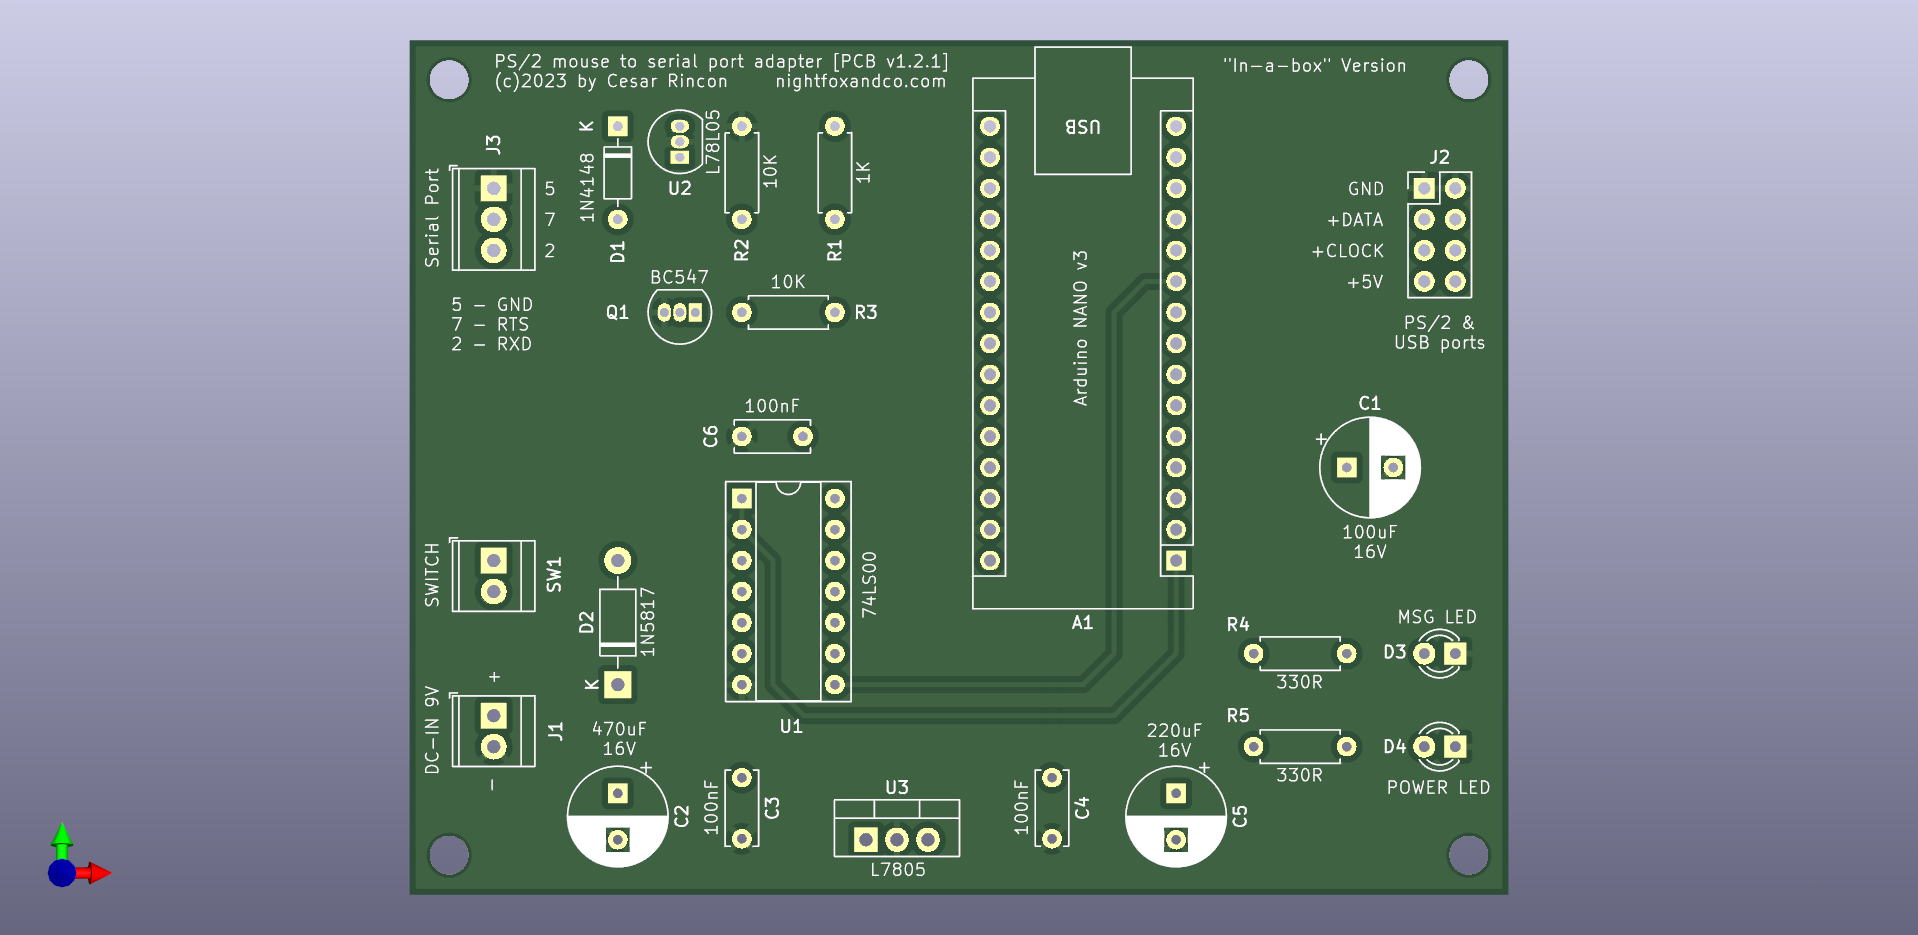 PS/2 mouse to serial port adapter [PCB v1.2.1]
(c)2023 by Cesar Rincon nightfoxandco.com
"In-a-box" Version
USB
K
1N4148
D1
L78L05
U2
10K
R2
1K
R1
J3
Serial Port
5
7
2
5 - GND
7 - RTS
2 - RXD
BC547
Q1
10K
R3
Arduino NANO v3
A1
J2
GND
+DATA
+CLOCK
+5V
PS/2 &
USB ports
100nF
C6
C1
+
100uF
16V
74LS00
U1
SWITCH
SW1
D2
1N5817
K
+
DC-IN 9V
J1
-
470uF
16V
+
C2
100nF
C3
U3
L7805
100nF
C4
220uF
16V
+
C5
R4
330R
MSG LED
D3
R5
330R
D4
POWER LED